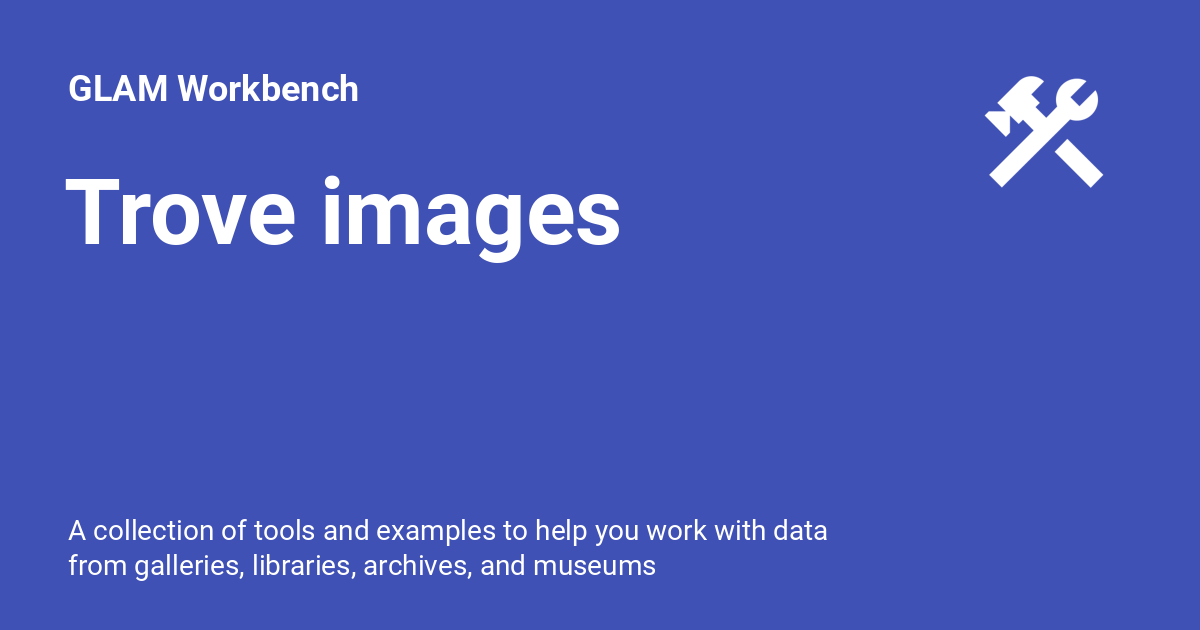 GLAM Workbench
Trove images
A collection of tools and examples to help you work with data
from galleries, libraries, archives, and museums